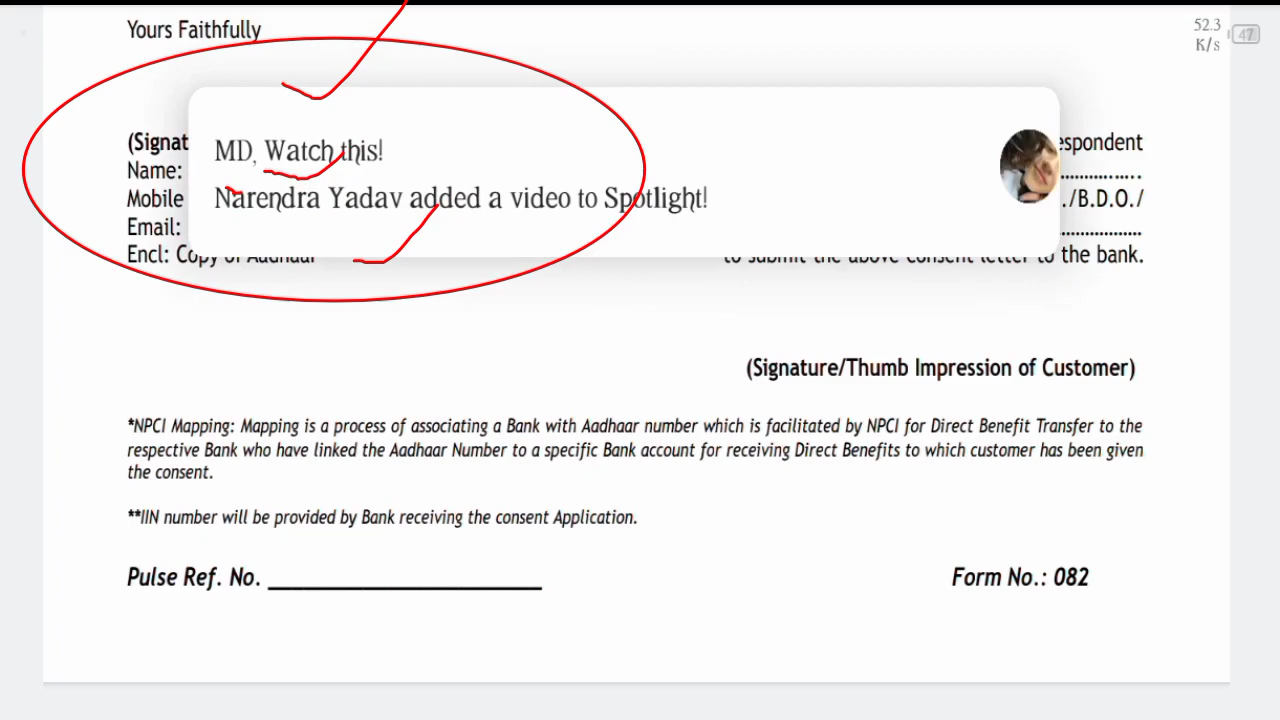 Yours Faithfully
52.3
K/s
47
MD, Watch this!
Narendra Yadav added a video to Spotlight!
(Signat
espondent
Name:
Mobile
./B.D.O./
Email:
Encl: Copy of Aadhaar
to submit the above consent letter to the bank.
(Signature/Thumb Impression of Customer)
*NPCI Mapping: Mapping is a process of associating a Bank with Aadhaar number which is facilitated by NPCI for Direct Benefit Transfer to the
respective Bank who have linked the Aadhaar Number to a specific Bank account for receiving Direct Benefits to which customer has been given
the consent.
**IIN number will be provided by Bank receiving the consent Application.
Pulse Ref. No. ____________________
Form No.: 082